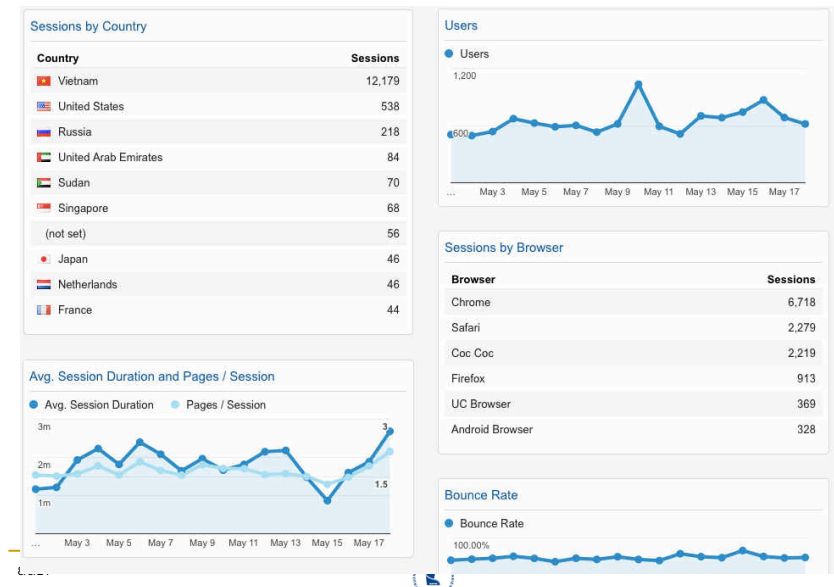 Sessions by Country
Country Sessions
Vietnam 12,179
United States 538
Russia 218
United Arab Emirates 84
Sudan 70
Singapore 68
(not set) 56
Japan 46
Netherlands 46
France 44
Avg. Session Duration and Pages / Session
Avg. Session Duration Pages / Session
3m 3
2m
1.5
1m
... May 3 May 5 May 7 May 9 May 11 May 13 May 15 May 17
Users
Users
1,200
600
... May 3 May 5 May 7 May 9 May 11 May 13 May 15 May 17
Sessions by Browser
Browser Sessions
Chrome 6,718
Safari 2,279
Coc Coc 2,219
Firefox 913
UC Browser 369
Android Browser 328
Bounce Rate
Bounce Rate
100.00%